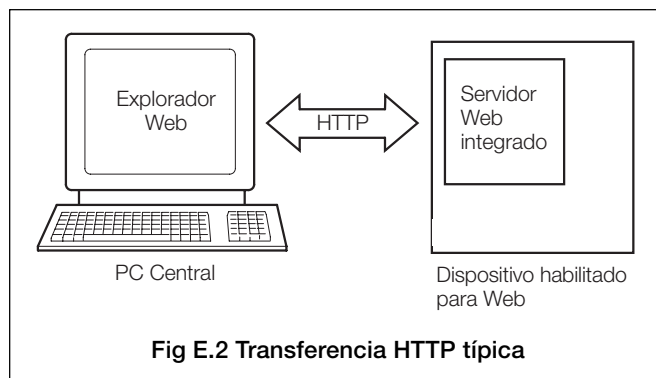 Explorador
Web
HTTP
Servidor
Web
integrado
PC Central
Dispositivo habilitado
para Web
Fig E.2 Transferencia HTTP típica